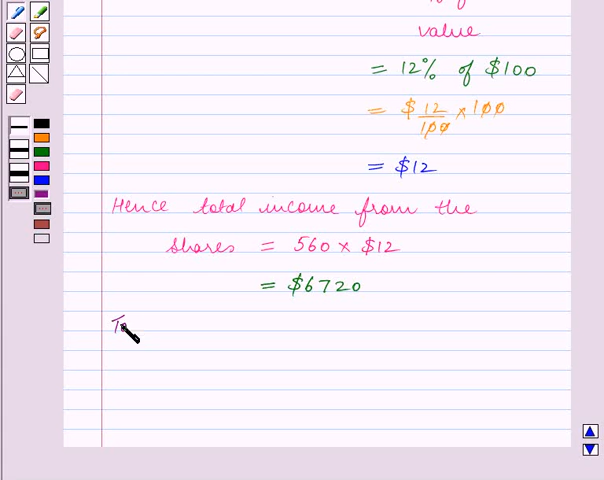 value
= 12% of $100
= $ 12/100 × 100
= $12
Hence total income from the
shares = 560 × $12
= $6720
T